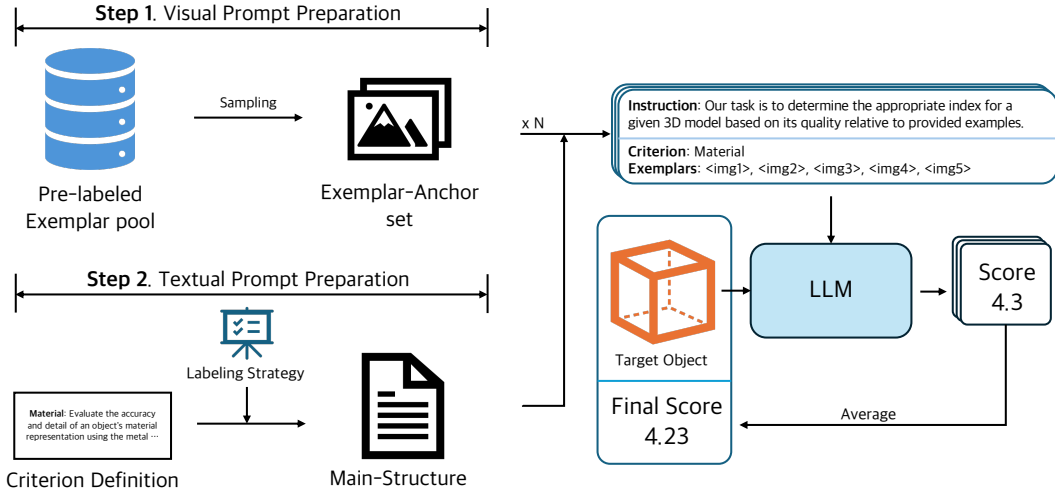 Step 1. Visual Prompt Preparation
Sampling
Pre-labeled
Exemplar pool
Exemplar-Anchor
set
Step 2. Textual Prompt Preparation
Labeling Strategy
Material: Evaluate the accuracy
and detail of an object's material
representation using the metal ···
Criterion Definition
Main-Structure
x N
Instruction: Our task is to determine the appropriate index for a
given 3D model based on its quality relative to provided examples.
Criterion: Material
Exemplars: <img1>, <img2>, <img3>, <img4>, <img5>
Target Object
LLM
Score
4.3
Average
Final Score
4.23